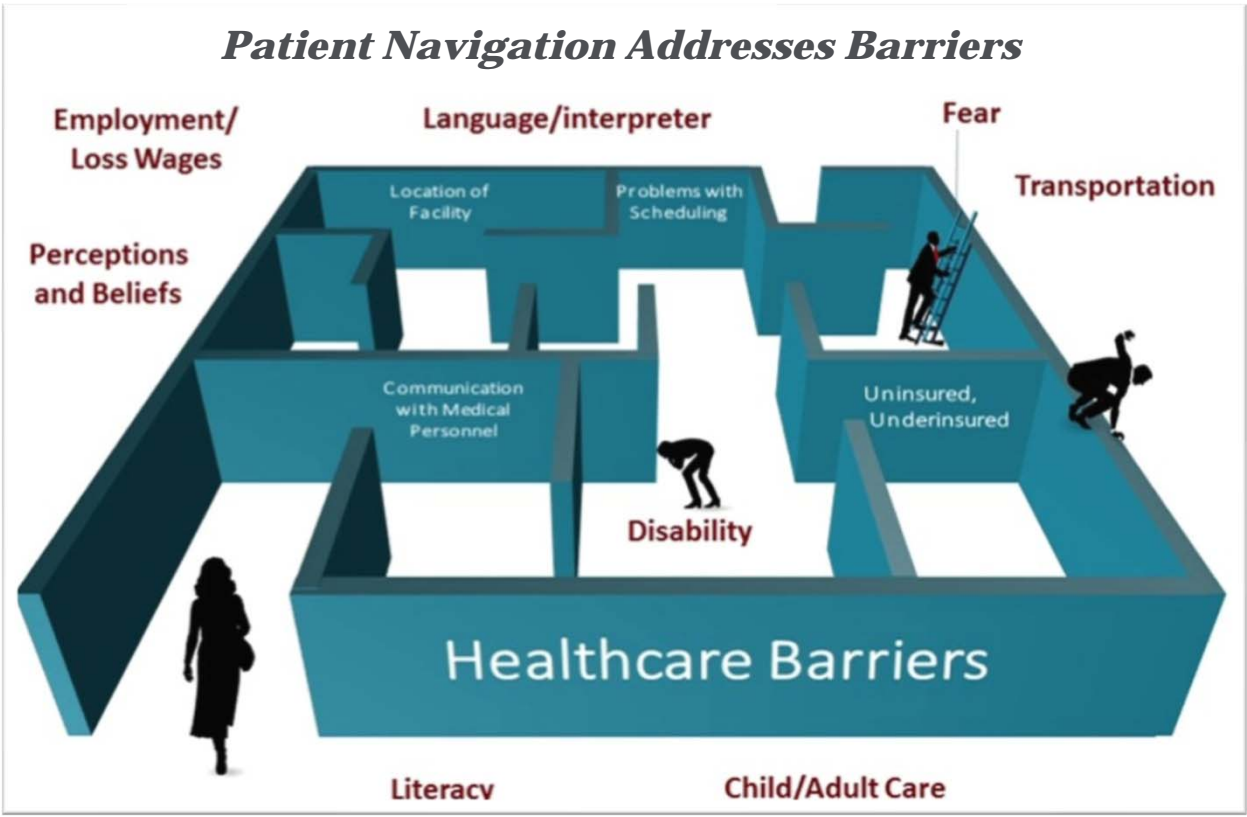 Patient Navigation Addresses Barriers
Employment/
Loss Wages
Language/interpreter
Fear
Transportation
Perceptions
and Beliefs
Location of
Facility
Problems with
Scheduling
Communication
with Medical
Personnel
Uninsured,
Underinsured
Disability
Healthcare Barriers
Literacy
Child/Adult Care